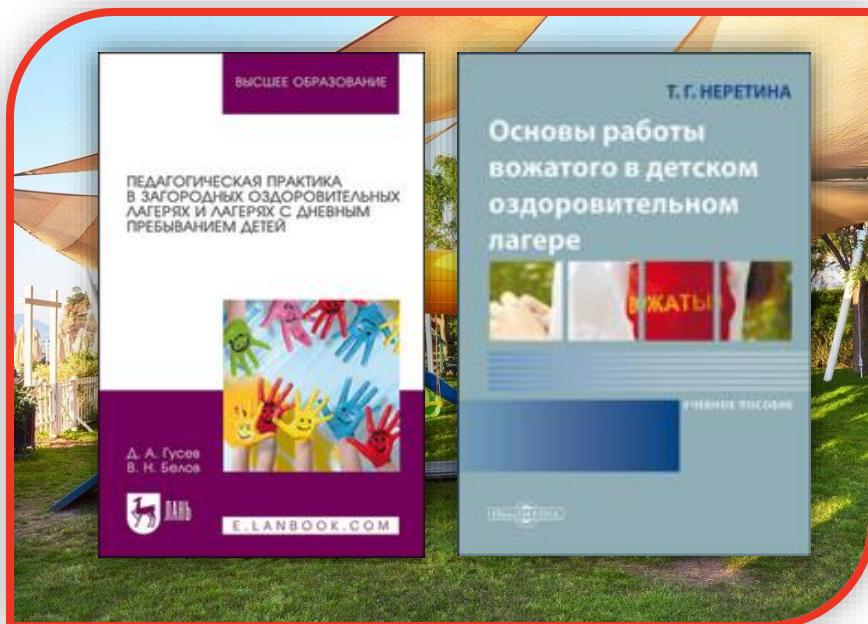 ВЫСШЕЕ ОБРАЗОВАНИЕ
ПЕДАГОГИЧЕСКАЯ ПРАКТИКА
В ЗАГОРОДНЫХ ОЗДОРОВИТЕЛЬНЫХ
ЛАГЕРЯХ И ЛАГЕРЯХ С ДНЕВНЫМ
ПРЕБЫВАНИЕМ ДЕТЕЙ
Д. А. Гусев
В. Н. Белов
ЛАНЬ
E.LANBOOK.COM
Т. Г. НЕРЕТИНА
Основы работы
вожатого в детском
оздоровительном
лагере
ВОЖАТЫЙ
УЧЕБНОЕ ПОСОБИЕ